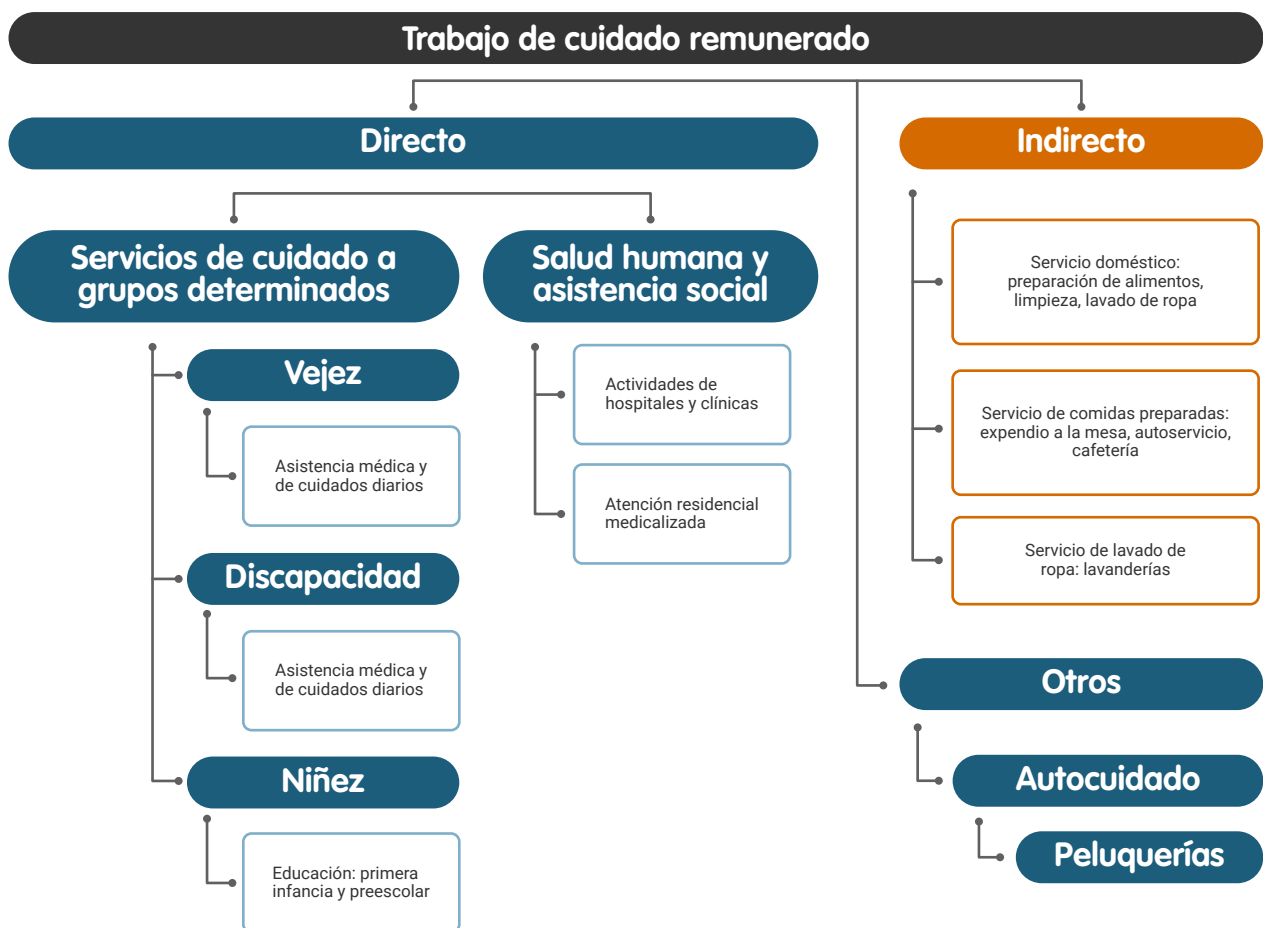 Trabajo de cuidado remunerado
Directo
Servicios de cuidado a
grupos determinados
Vejez
Asistencia médica y
de cuidados diarios
Discapacidad
Asistencia médica y
de cuidados diarios
Niñez
Educación: primera
infancia y preescolar
Salud humana y
asistencia social
Actividades de
hospitales y clínicas
Atención residencial
medicalizada
Indirecto
Servicio doméstico:
preparación de alimentos,
limpieza, lavado de ropa
Servicio de comidas preparadas:
expendio a la mesa, autoservicio,
cafetería
Servicio de lavado de
ropa: lavanderías
Otros
Autocuidado
Peluquerías